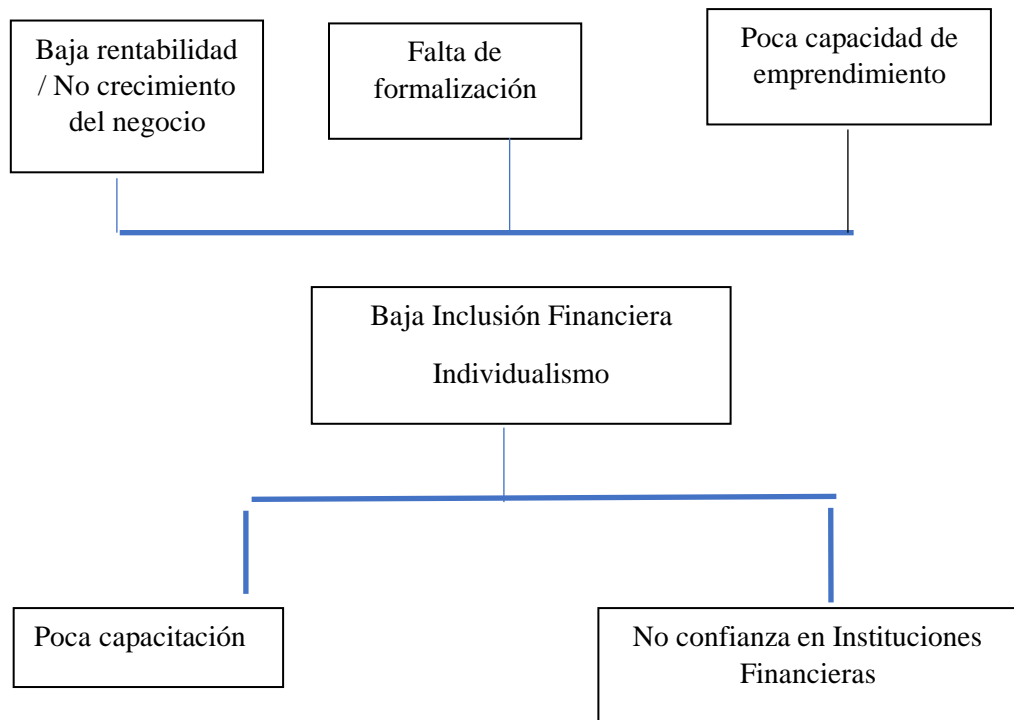 Baja rentabilidad
/ No crecimiento
del negocio
Falta de
formalización
Poca capacidad de
emprendimiento
Baja Inclusión Financiera
Individualismo
Poca capacitación
No confianza en Instituciones
Financieras